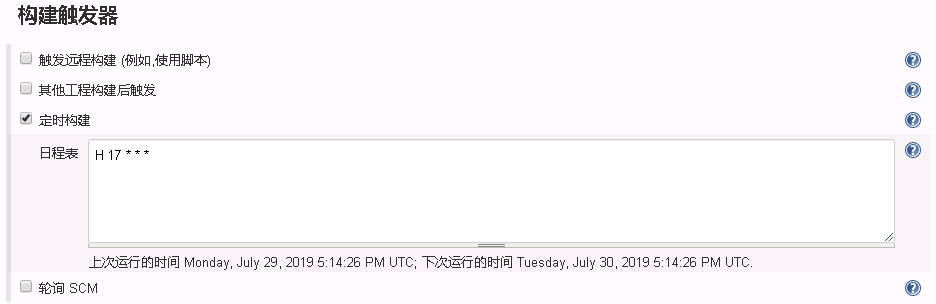 构建触发器
触发远程构建 (例如,使用脚本)
其他工程构建后触发
定时构建
日程表
H 17 * * *
上次运行的时间 Monday, July 29, 2019 5:14:26 PM UTC; 下次运行的时间 Tuesday, July 30, 2019 5:14:26 PM UTC.
轮询 SCM